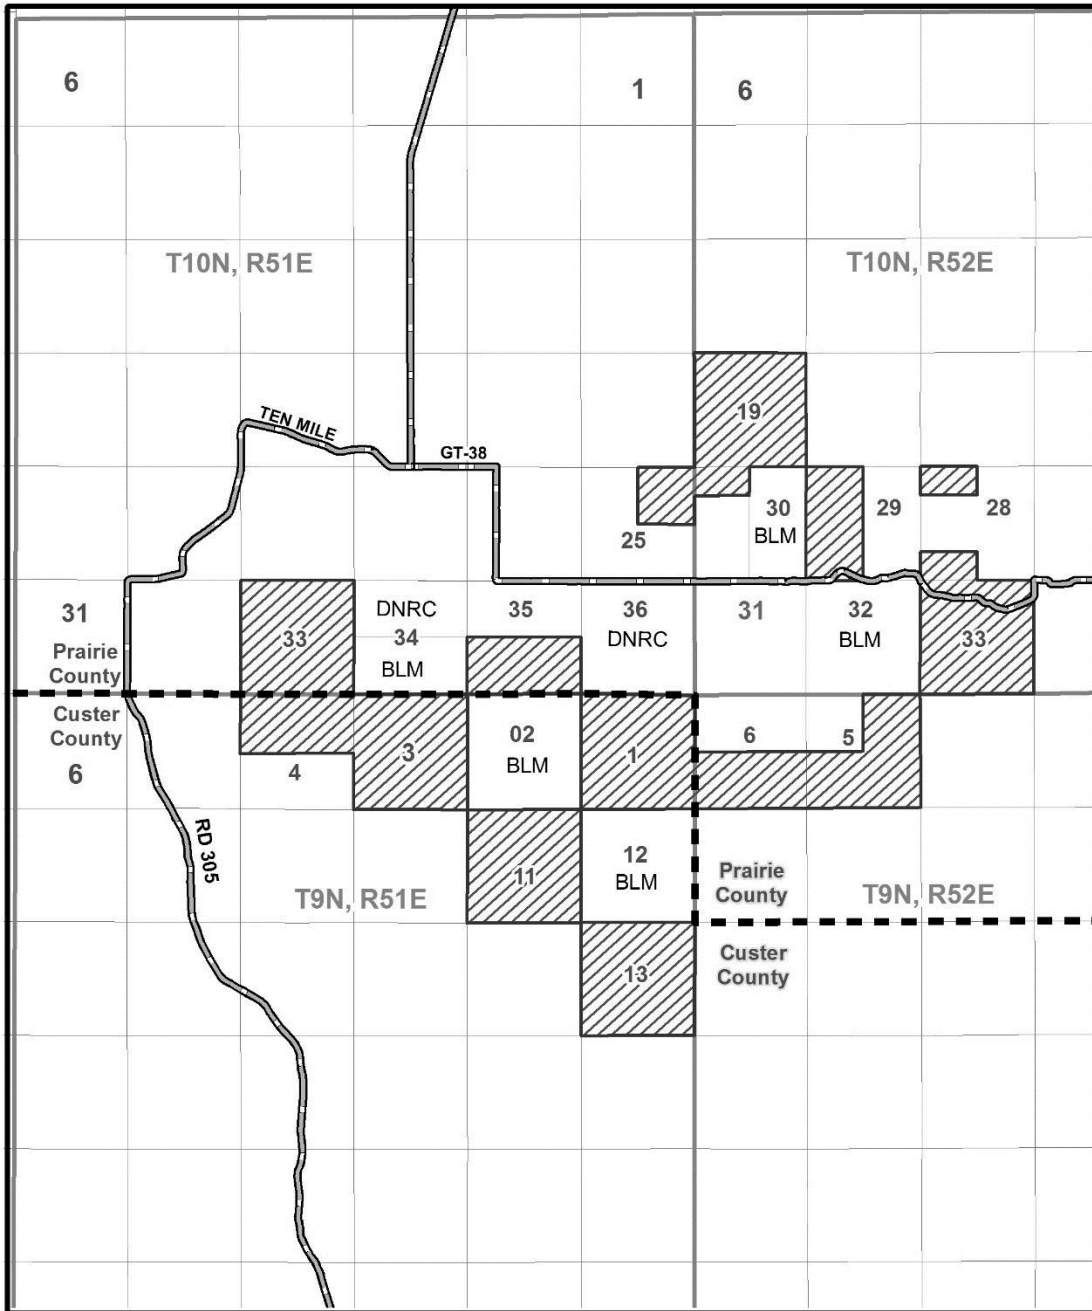 6
1
6
T10N, R51E
T10N, R52E
19
TEN MILE
GT-38
30
BLM
29
28
25
31
DNRC
34
BLM
33
35
36
DNRC
31
32
BLM
33
Prairie
County
Custer
County
6
4
3
02
BLM
1
6
5
RD 305
T9N, R51E
11
12
BLM
Prairie
County
T9N, R52E
Custer
County
13